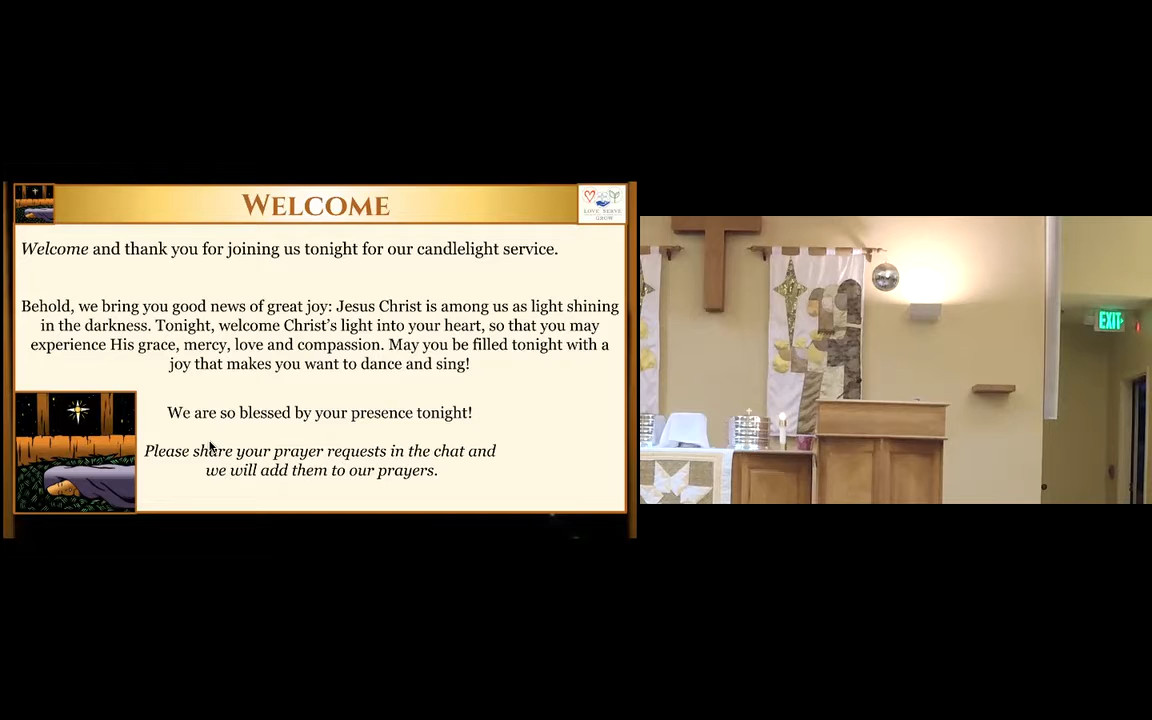 WELCOME
LOVE SERVE
GROW
Welcome and thank you for joining us tonight for our candlelight service.
Behold, we bring you good news of great joy: Jesus Christ is among us as light shining
in the darkness. Tonight, welcome Christ's light into your heart, so that you may
experience His grace, mercy, love and compassion. May you be filled tonight with a
joy that makes you want to dance and sing!
We are so blessed by your presence tonight!
Please share your prayer requests in the chat and
we will add them to our prayers.
EXIT